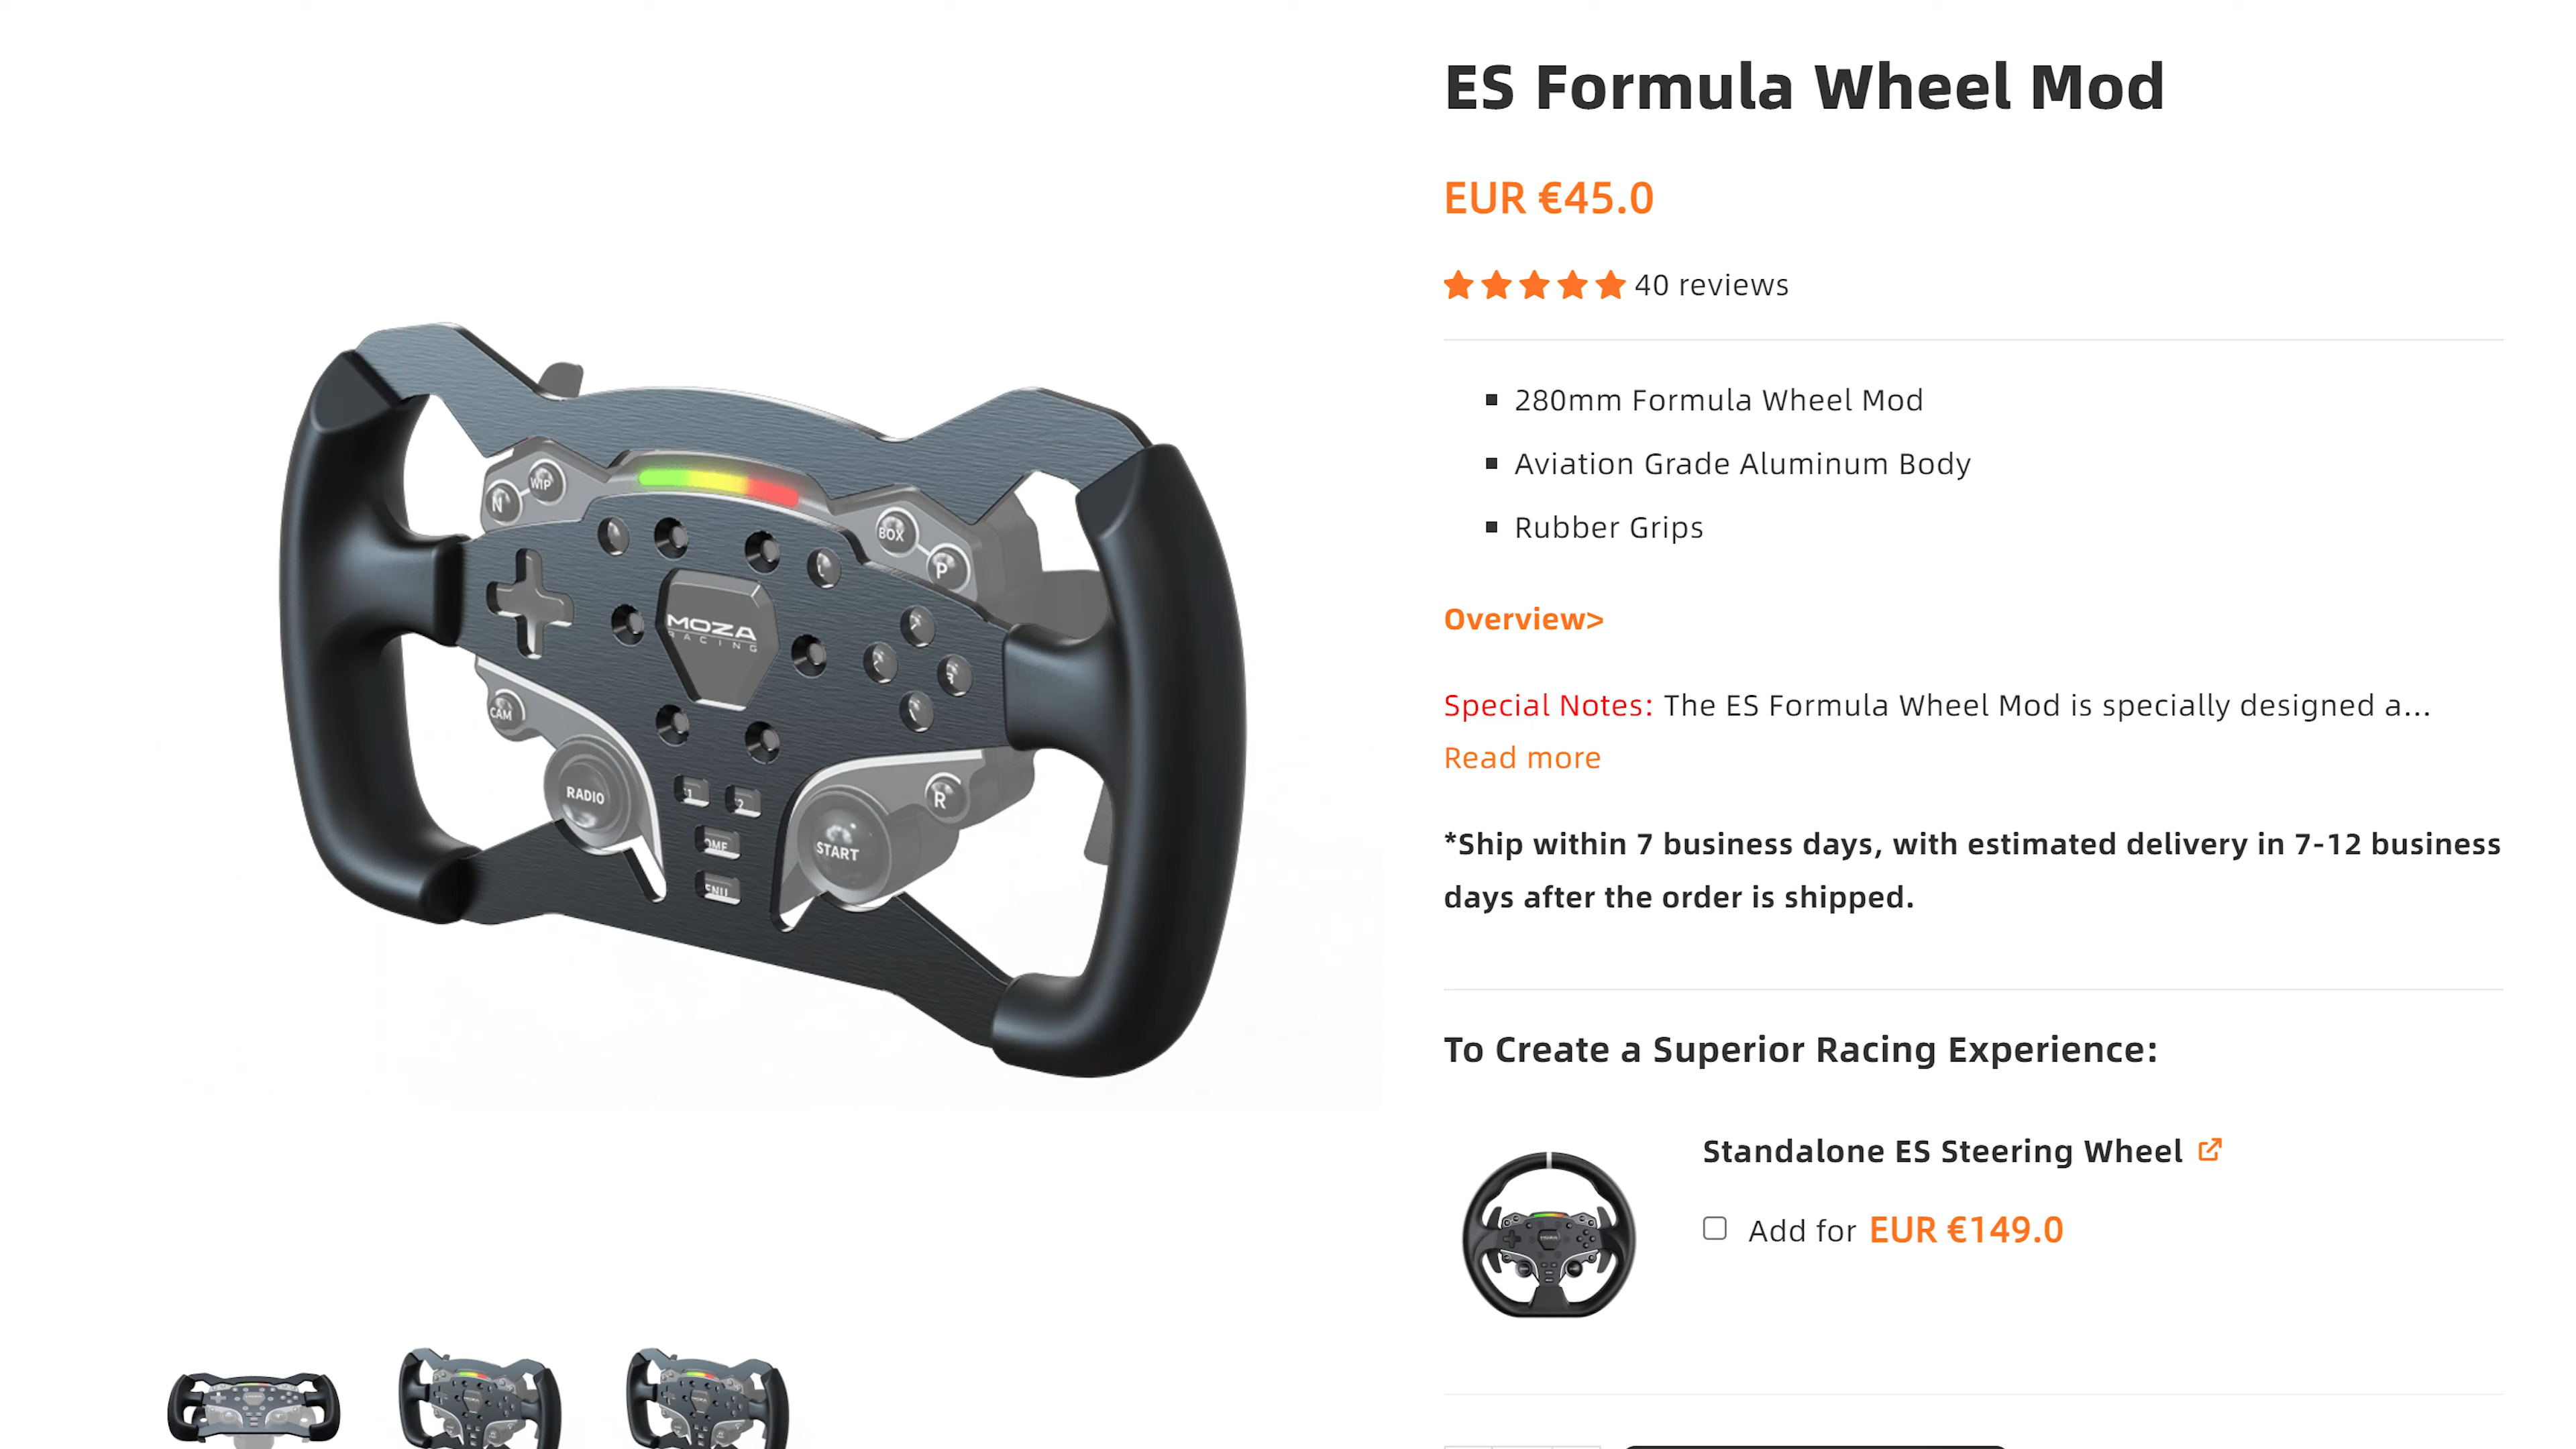 ES Formula Wheel Mod
EUR €45.0
40 reviews
280mm Formula Wheel Mod
Aviation Grade Aluminum Body
Rubber Grips
Overview>
Special Notes: The ES Formula Wheel Mod is specially designed a...
Read more
*Ship within 7 business days, with estimated delivery in 7-12 business
days after the order is shipped.
To Create a Superior Racing Experience:
Standalone ES Steering Wheel
Add for EUR €149.0
WIP
N
BOX
P
MOZA
RACING
CAM
RADIO
R
START